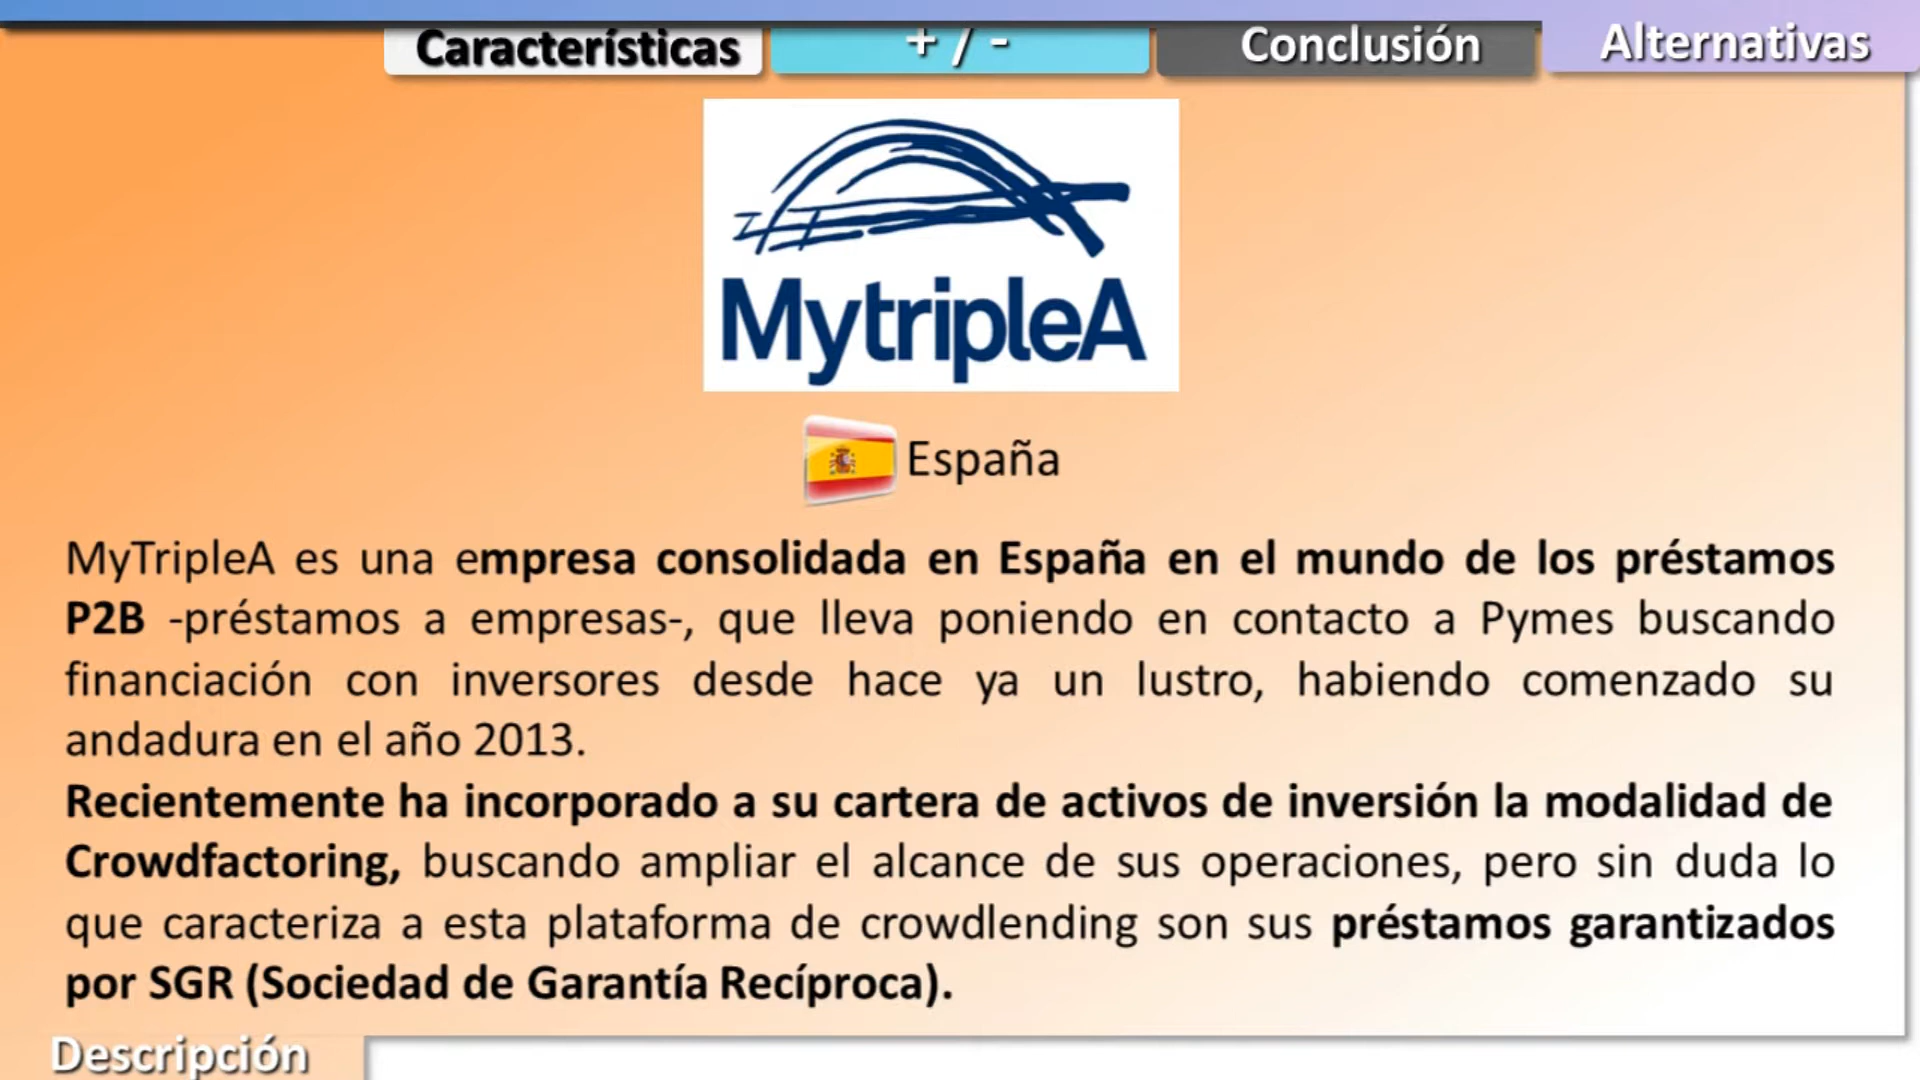 Características
+ / -
Conclusión
Alternativas
MytripleA
España
MyTripleA es una empresa consolidada en España en el mundo de los préstamos
P2B -préstamos a empresas-, que lleva poniendo en contacto a Pymes buscando
financiación con inversores desde hace ya un lustro, habiendo comenzado su
andadura en el año 2013.
Recientemente ha incorporado a su cartera de activos de inversión la modalidad de
Crowdfactoring, buscando ampliar el alcance de sus operaciones, pero sin duda lo
que caracteriza a esta plataforma de crowdlending son sus préstamos garantizados
por SGR (Sociedad de Garantía Recíproca).
Descripción